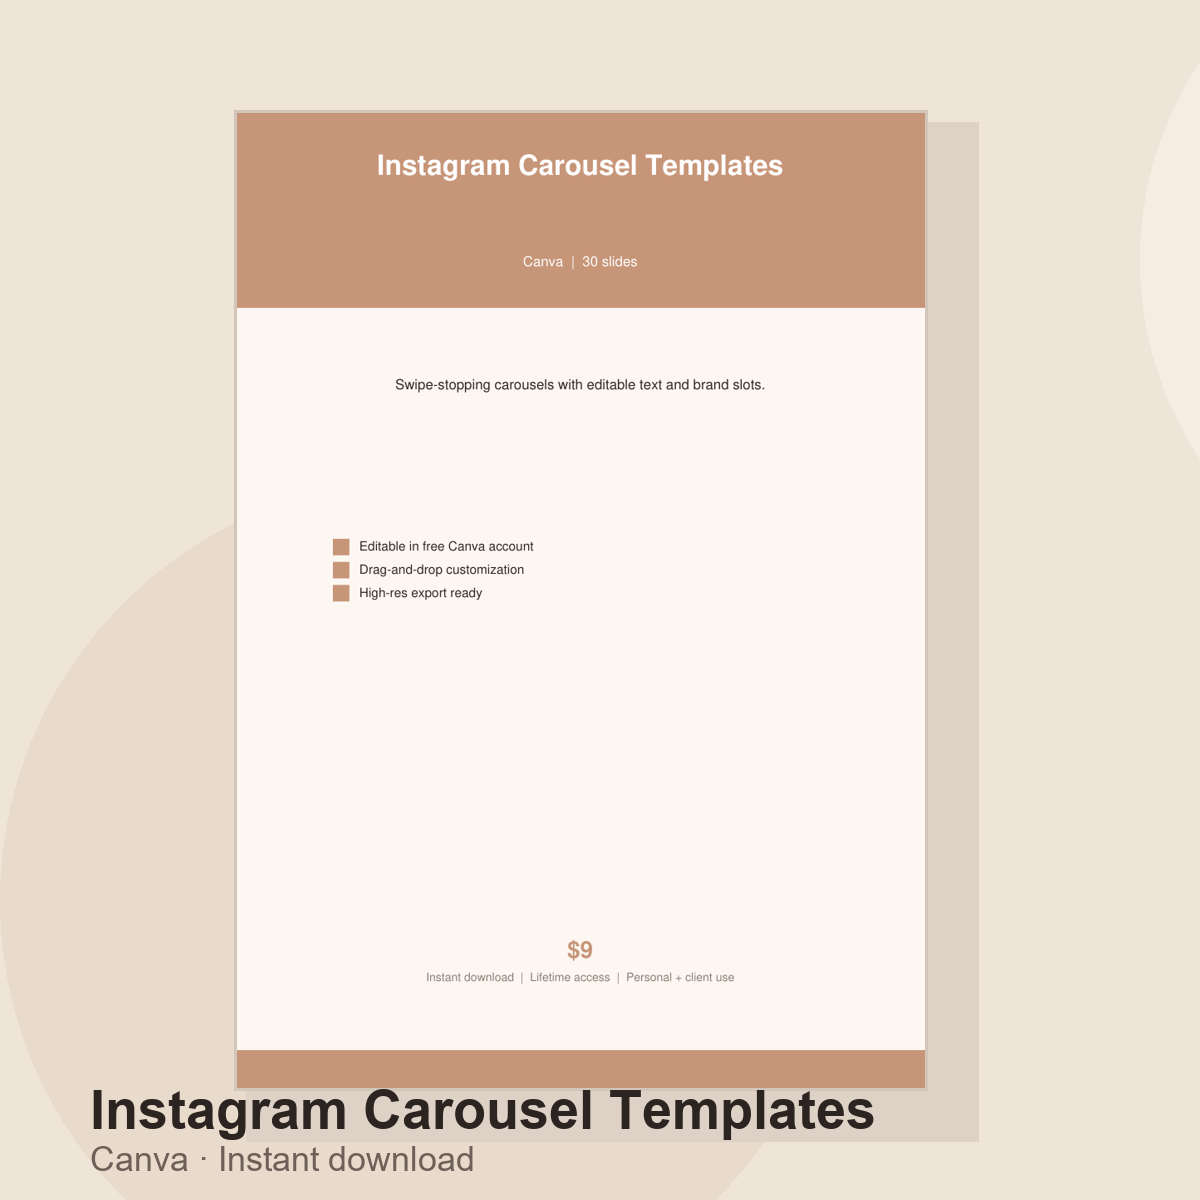 Instagram Carousel Templates
Canva | 30 slides
Swipe-stopping carousels with editable text and brand slots.
Editable in free Canva account
Drag-and-drop customization
High-res export ready
$9
Instant download | Lifetime access | Personal + client use
Instagram Carousel Templates
Canva · Instant download